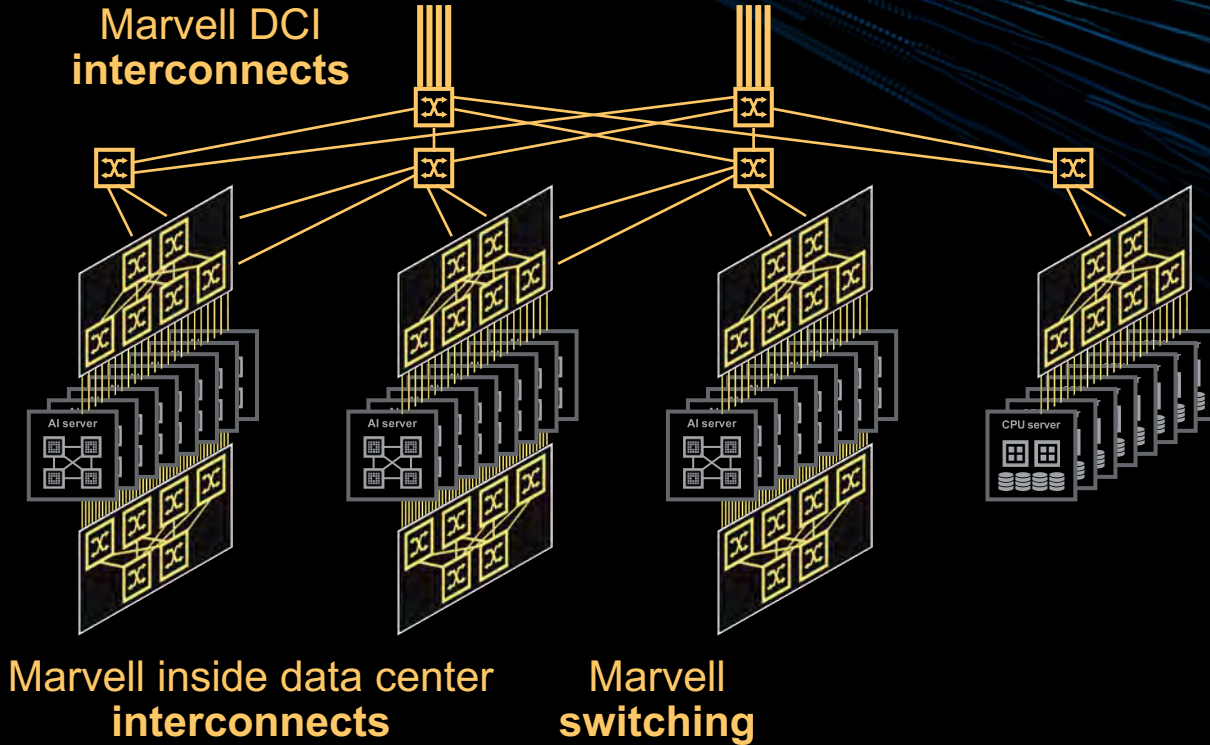 Marvell DCI
interconnects
AI server
AI server
AI server
CPU server
Marvell inside data center
interconnects
Marvell
switching